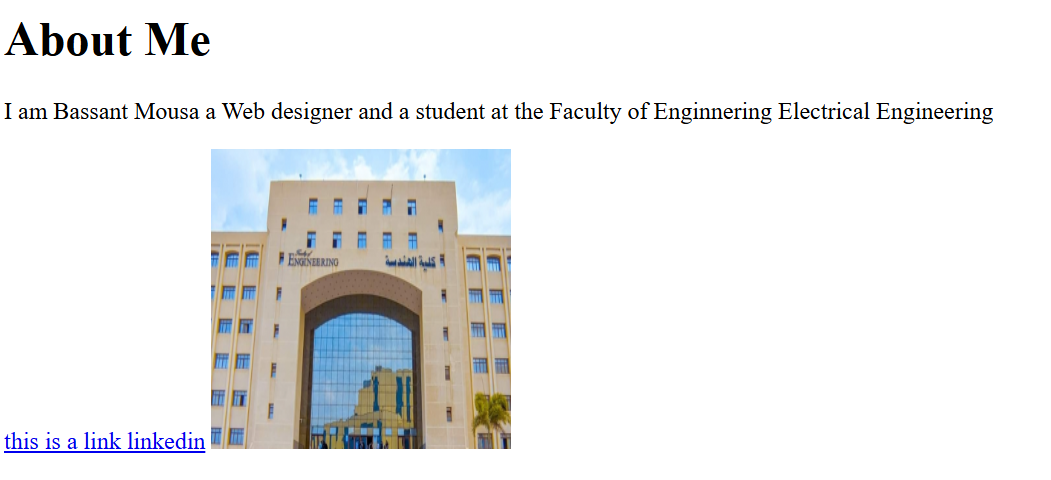 About Me
I am Bassant Mousa a Web designer and a student at the Faculty of Enginnering Electrical Engineering
Faculty of
ENGINEERING
كلية الهندسة
this is a link linkedin